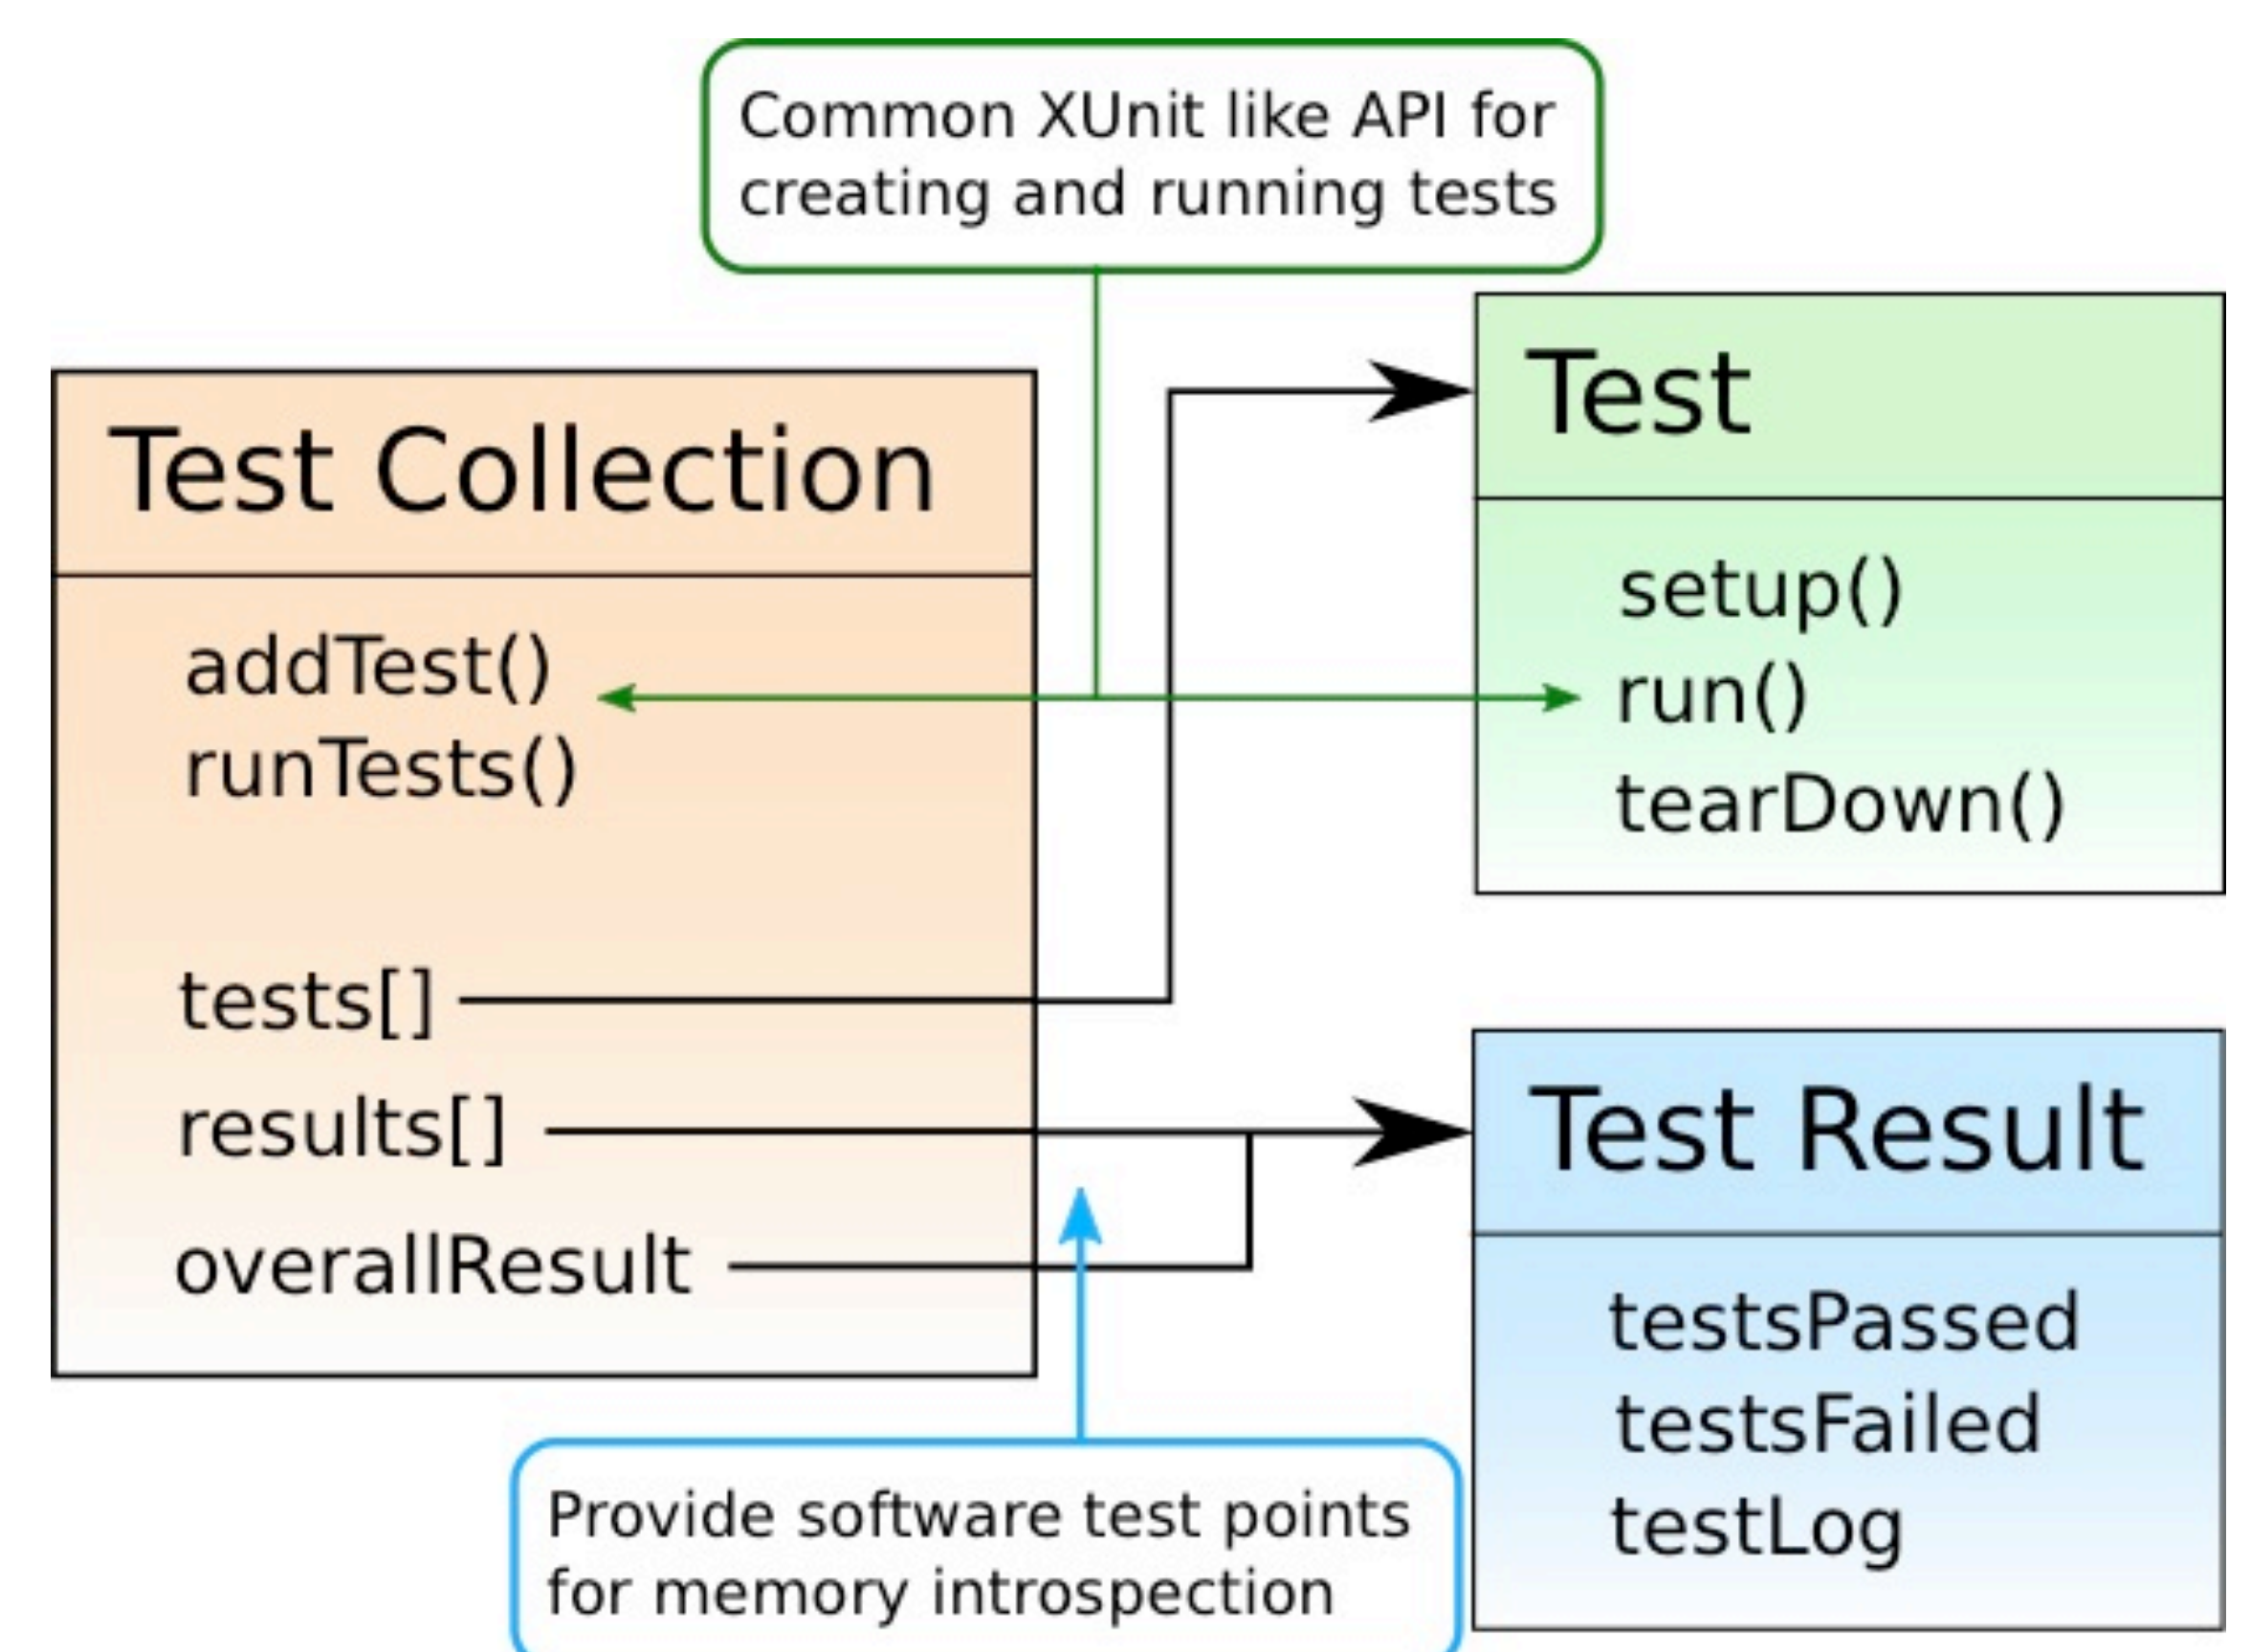 Common XUnit like API for
creating and running tests
Test Collection
addTest()
runTests()
tests[]
results[]
overallResult
Test
setup()
run()
tearDown()
Test Result
testsPassed
testsFailed
testLog
Provide software test points
for memory introspection